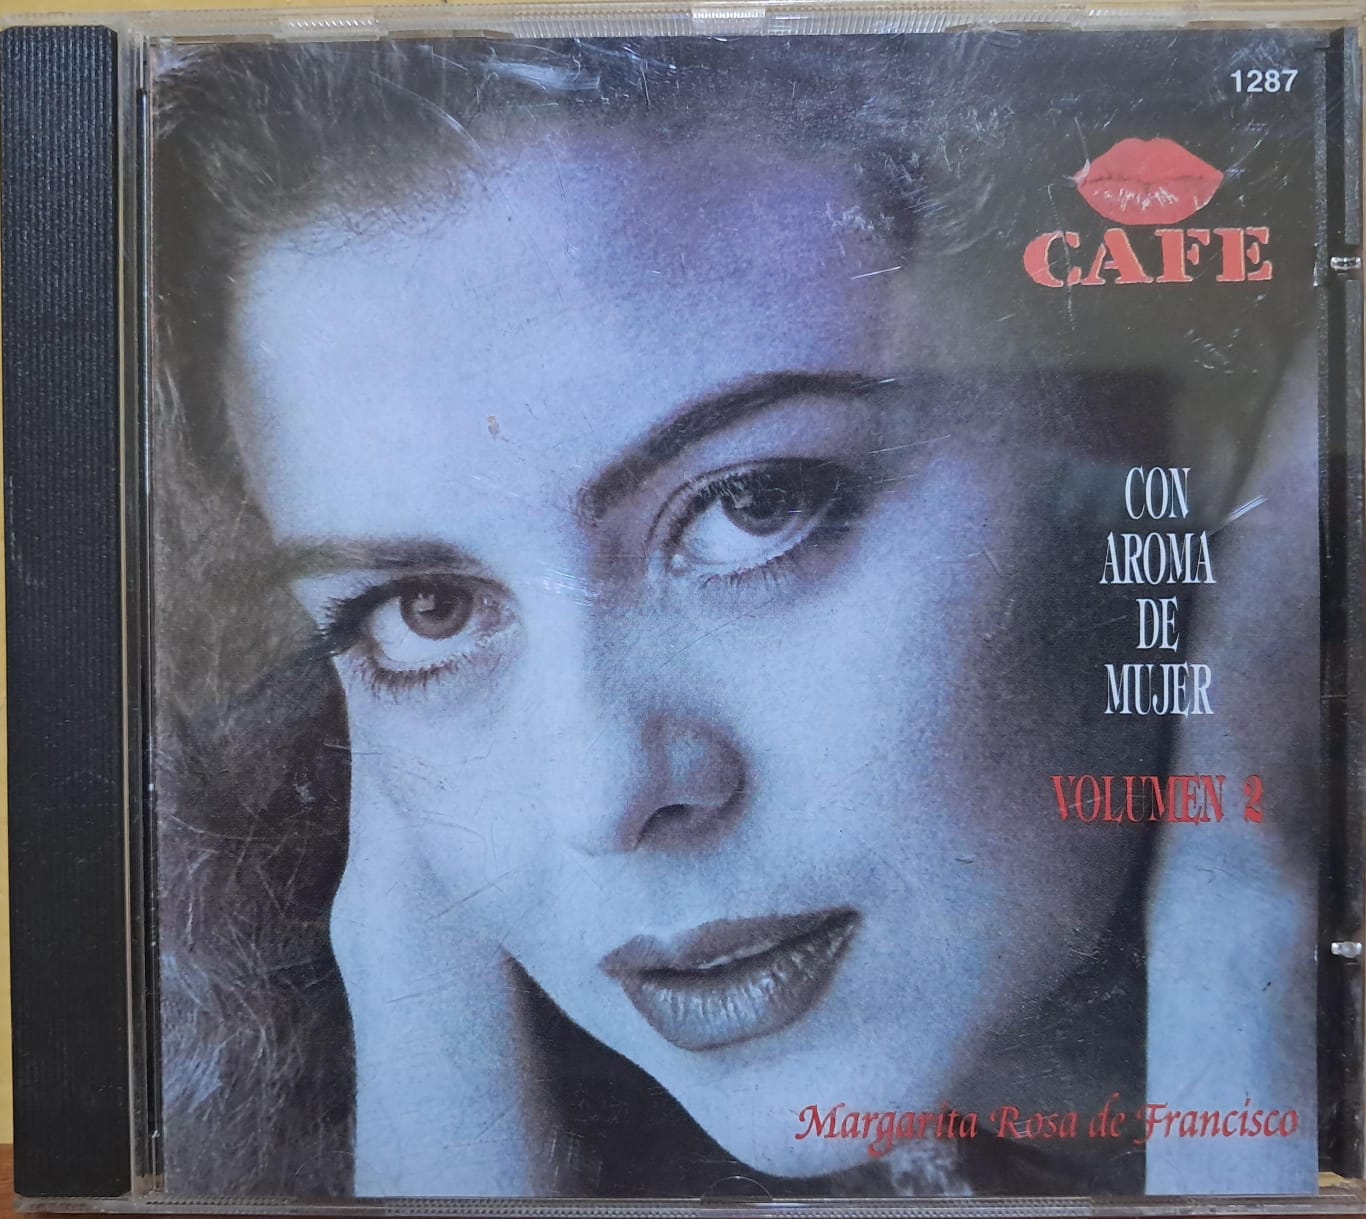 1287
CAFE
CON
AROMA
DE
MUJER
VOLUMEN 2
Margarita Rosa de Francisco